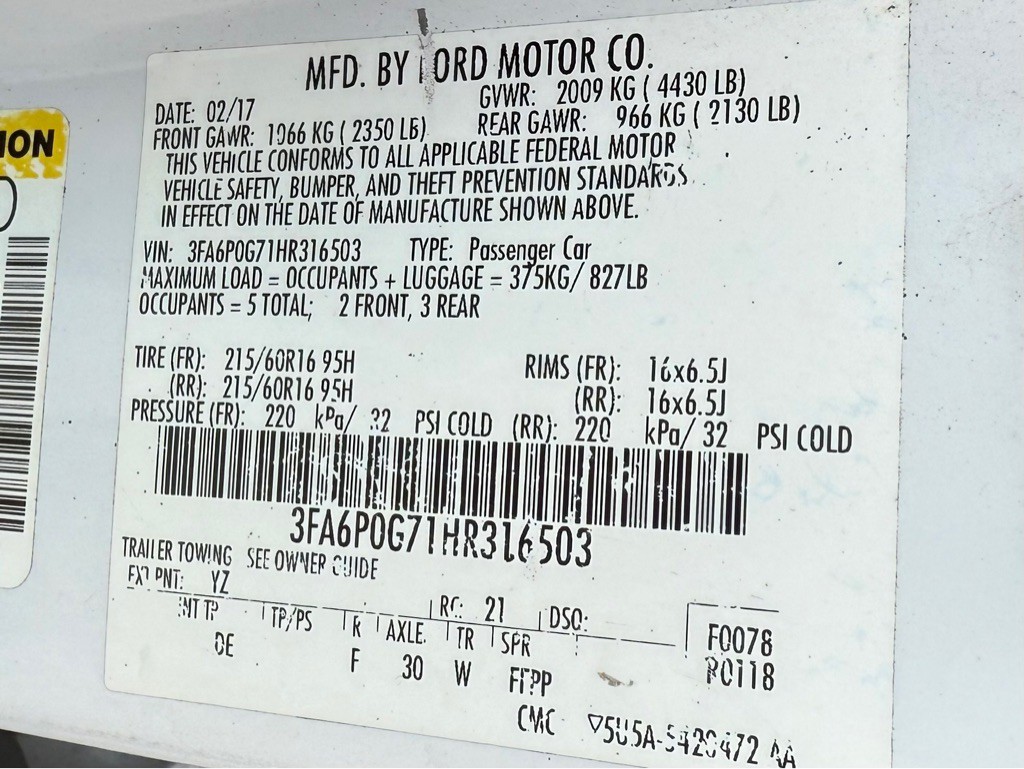 MFD. BY FORD MOTOR CO.
DATE: 02/17 GVWR: 2009 KG ( 4430 LB)
FRONT GAWR: 1066 KG ( 2350 LB) REAR GAWR: 966 KG ( 2130 LB)
THIS VEHICLE CONFORMS TO ALL APPLICABLE FEDERAL MOTOR
VEHICLE SAFETY, BUMPER, AND THEFT PREVENTION STANDARDS
IN EFFECT ON THE DATE OF MANUFACTURE SHOWN ABOVE.
VIN: 3FA6P0G71HR316503 TYPE: Passenger Car
MAXIMUM LOAD = OCCUPANTS + LUGGAGE = 375KG/ 827LB
OCCUPANTS = 5 TOTAL; 2 FRONT, 3 REAR
TIRE (FR): 215/60R16 95H RIMS (FR): 16x6.5J
(RR): 215/60R16 95H (RR): 16x6.5J
PRESSURE (FR): 220 kPa/ 32 PSI COLD (RR): 220 kPa/ 32 PSI COLD
3FA6P0G71HR316503
TRAILER TOWING SEE OWNER GUIDE
EXT PNT: YZ RC: 21 DSO:
INT TR TP/PS R AXLE TR SPR F0078
DE F 30 W R0118
CMC
ION